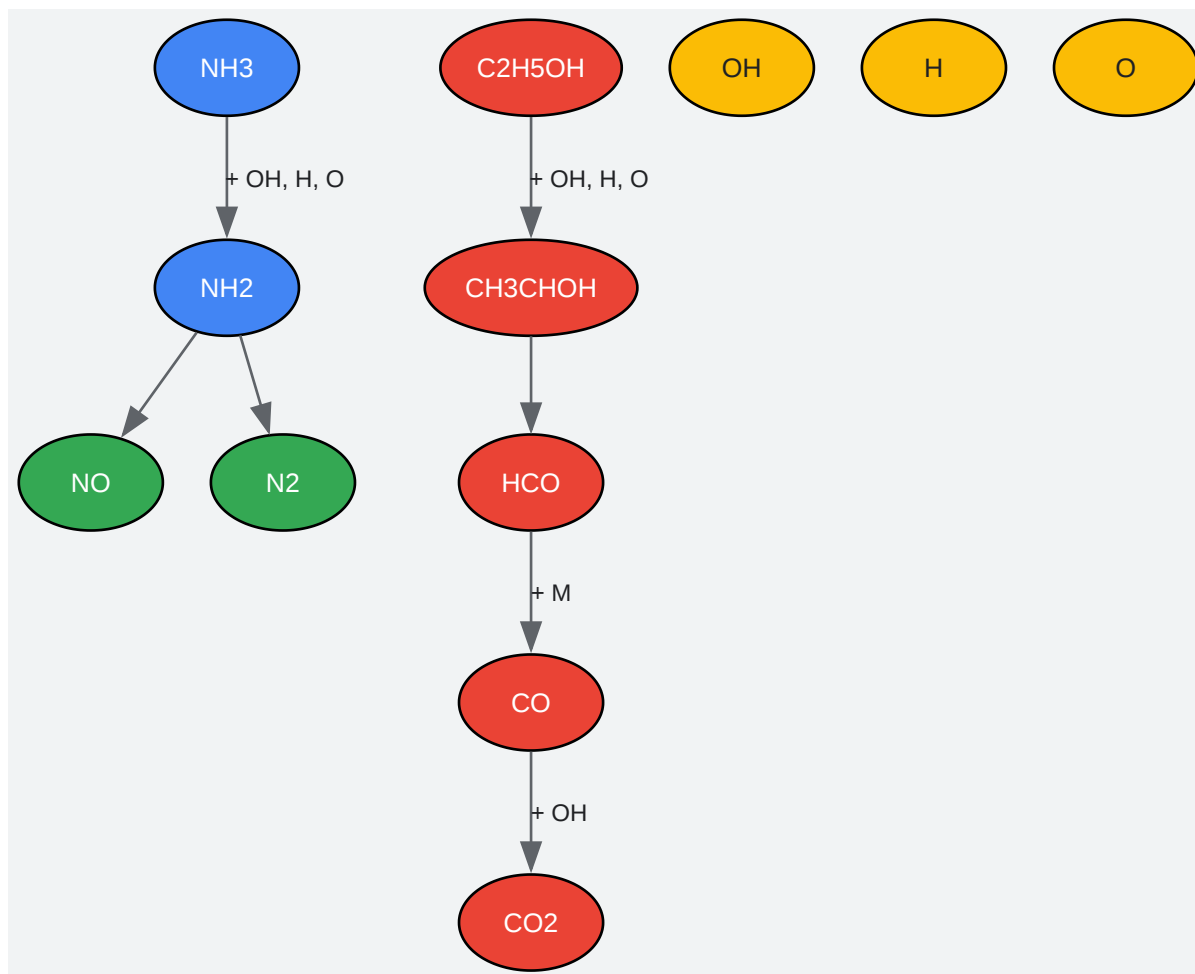 NH3
C2H5OH
OH
H
O
+ OH, H, O
+ OH, H, O
NH2
CH3CHOH
NO
N2
HCO
+ M
CO
+ OH
CO2